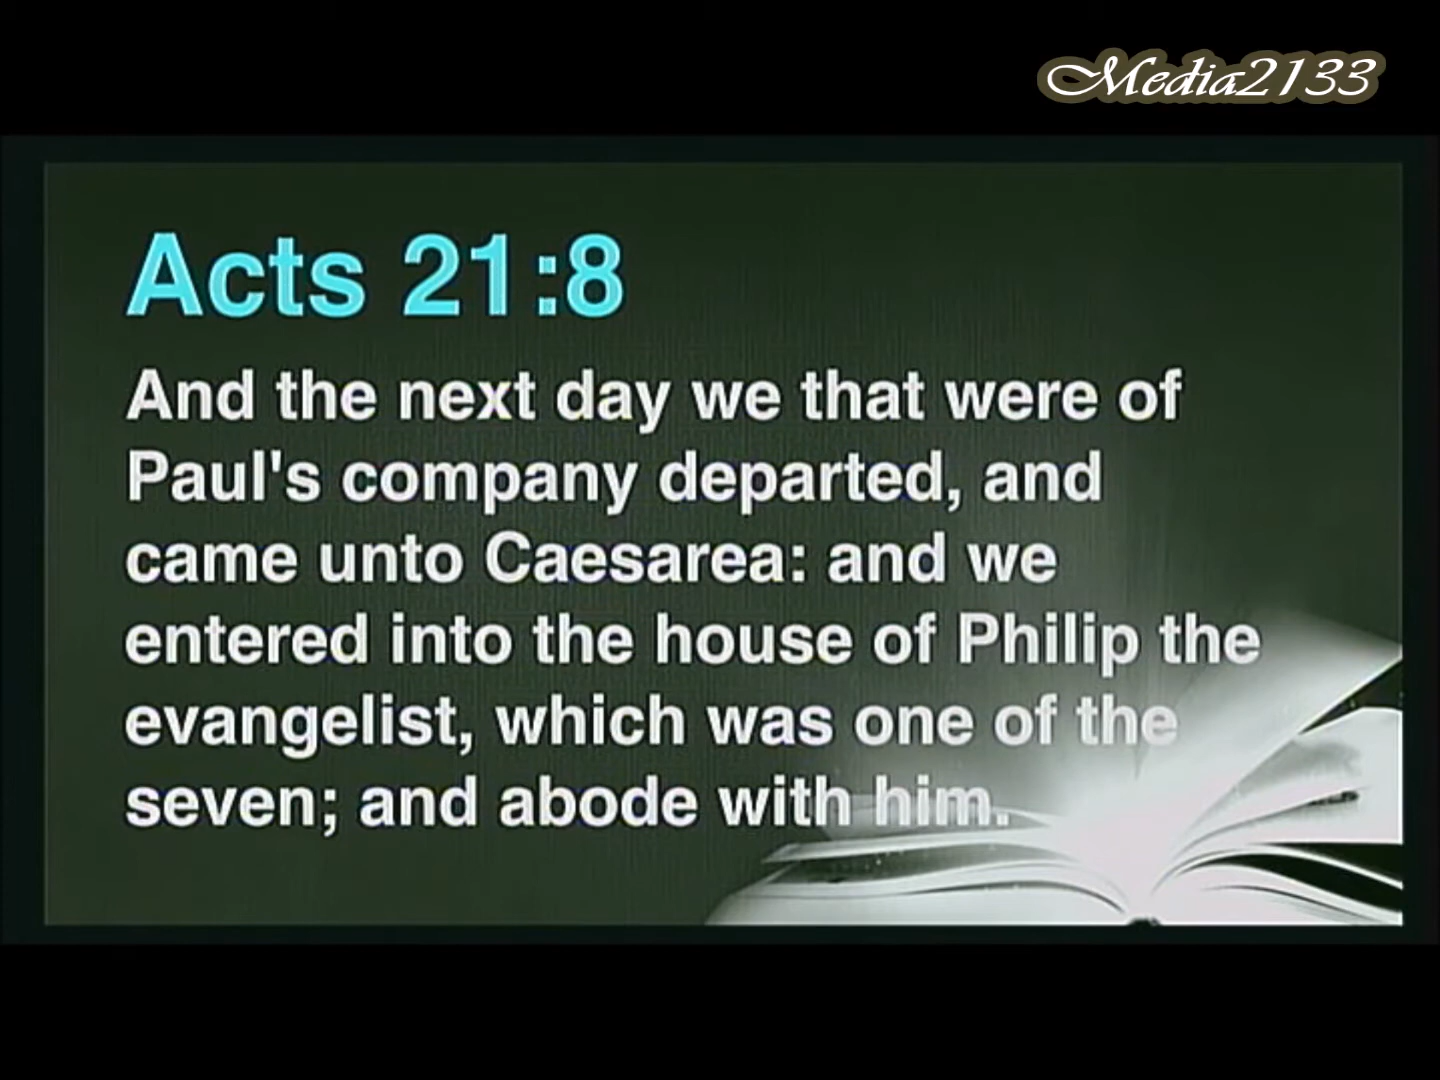 Media2133
Acts 21:8
And the next day we that were of
Paul's company departed, and
came unto Caesarea: and we
entered into the house of Philip the
evangelist, which was one of the
seven; and abode with him.